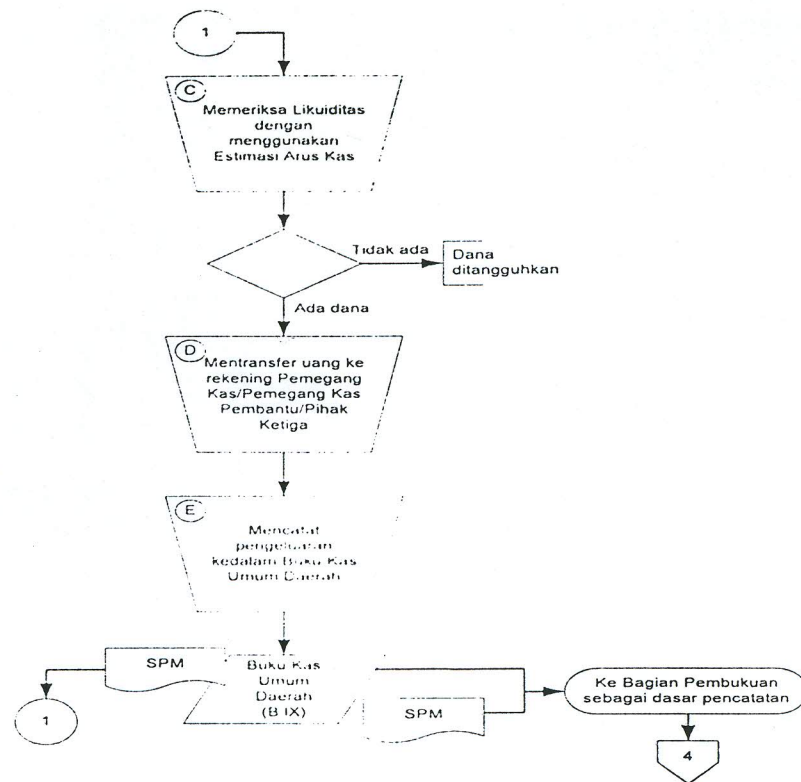 1
C
Memeriksa Likuiditas
dengan
menggunakan
Estimasi Arus Kas
Tidak ada
Dana
ditangguhkan
Ada dana
D
Mentransfer uang ke
rekening Pemegang
Kas/Pemegang Kas
Pembantu/Pihak
Ketiga
E
Mencatat
pengeluaran
kedalam Buku Kas
Umum Daerah
SPM
Buku Kas
Umum
Daerah
(B IX)
SPM
Ke Bagian Pembukuan
sebagai dasar pencatatan
1
4